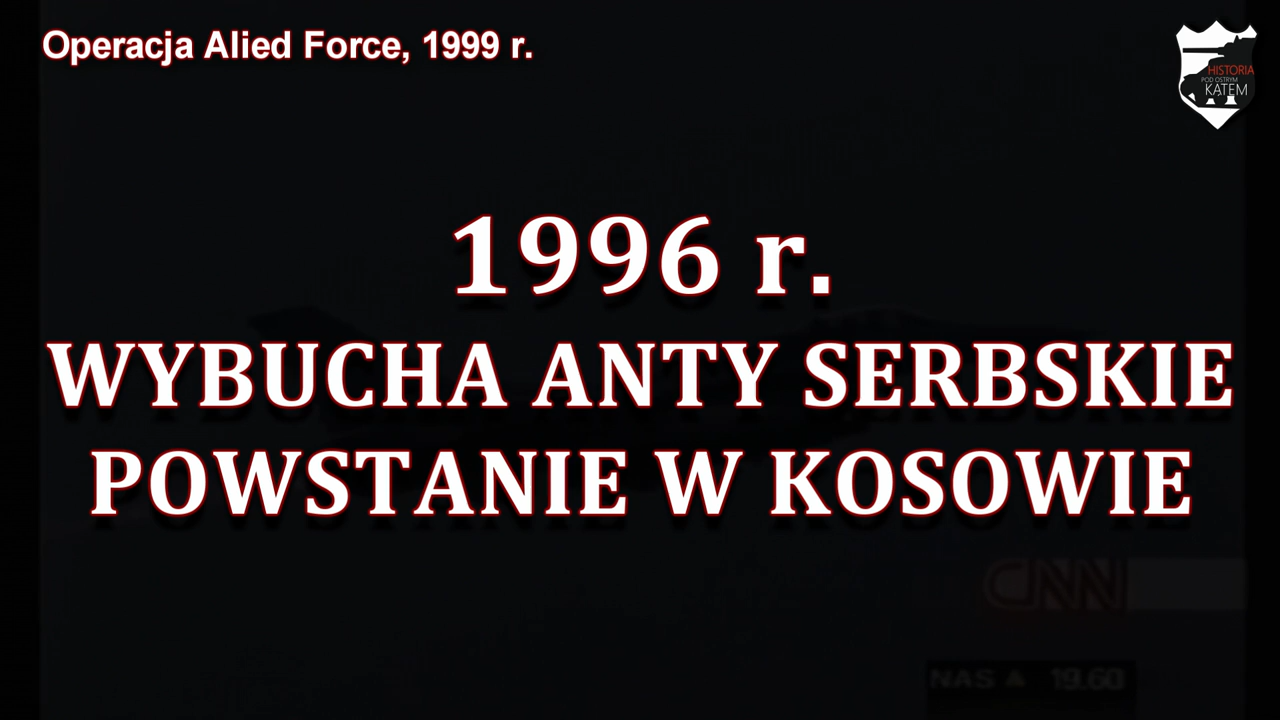 Operacja Alied Force, 1999 r.
HISTORIA
POD OSTRYM
KĄTEM
1996 r.
WYBUCHA ANTY SERBSKIE
POWSTANIE W KOSOWIE
CNN
NAS ▲ 19.60